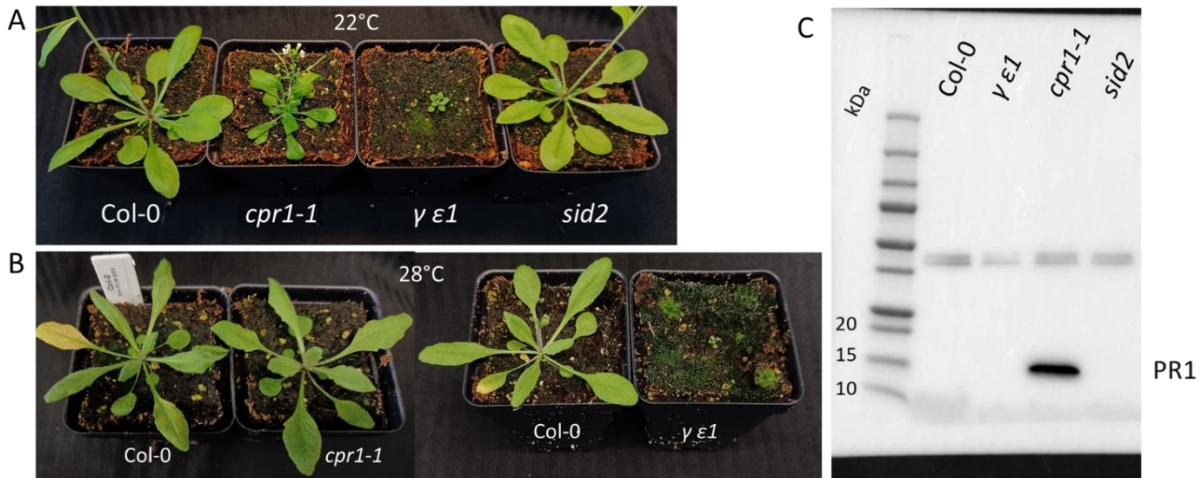 A
22°C
Col-0
cpr1-1
γ ε1
sid2
B
28°C
Col-0
cpr1-1
Col-0
γ ε1
C
kDa
Col-0
γ ε1
cpr1-1
sid2
20
15
10
PR1